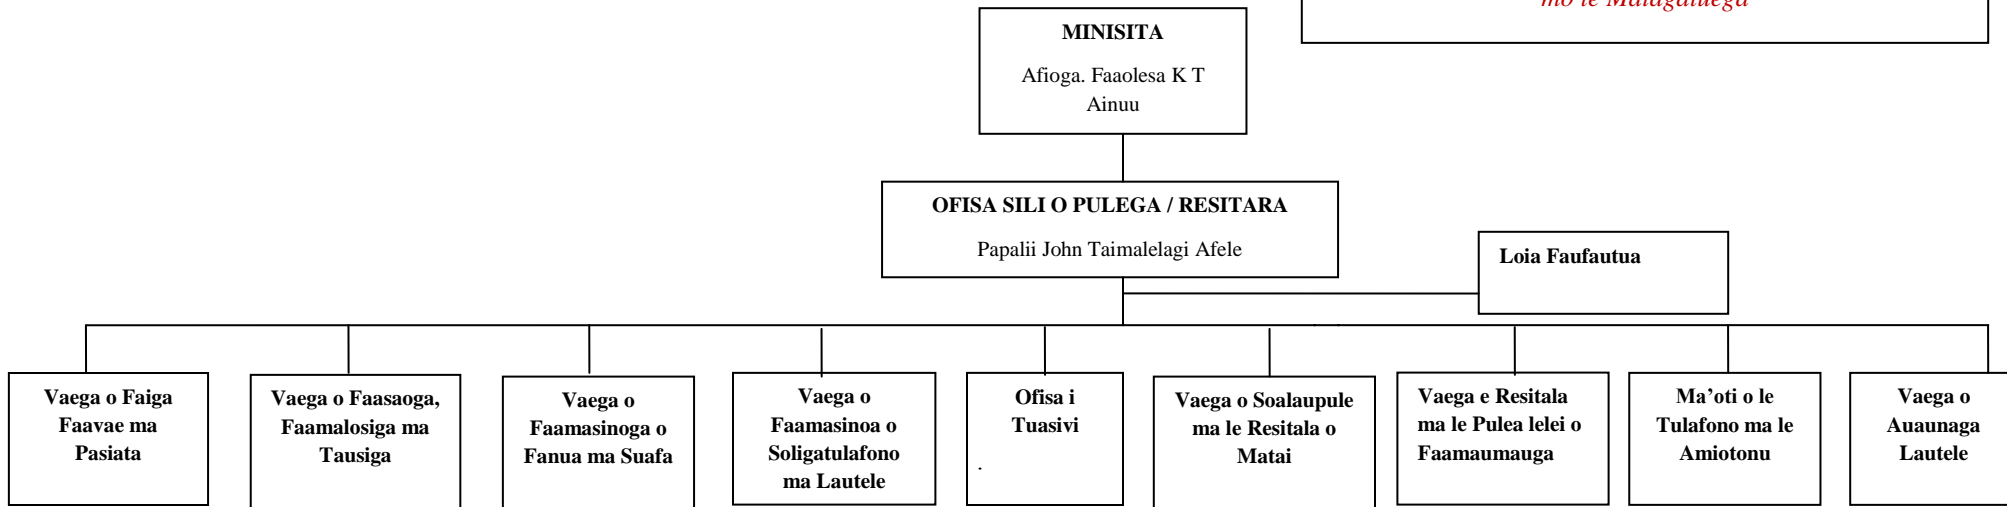 mo le Malagaluega
MINISITA
Afioga. Faaolesa K T
Ainuu
OFISA SILI O PULEGA / RESITARA
Papalii John Taimalelagi Afele
Loia Faufautua
Vaega o Faiga
Faavae ma
Pasiata
Vaega o Faasaoga,
Faamalosiga ma
Tausiga
Vaega o
Faamasinoga o
Fanua ma Suafa
Vaega o
Faamasinoa o
Soligatulafono
ma Lautele
Ofisa i
Tuasivi
.
Vaega o Soalaupule
ma le Resitala o
Matai
Vaega e Resitala
ma le Pulea lelei o
Faamaumauga
Ma’oti o le
Tulafono ma le
Amiotonu
Vaega o
Auaunaga
Lautele